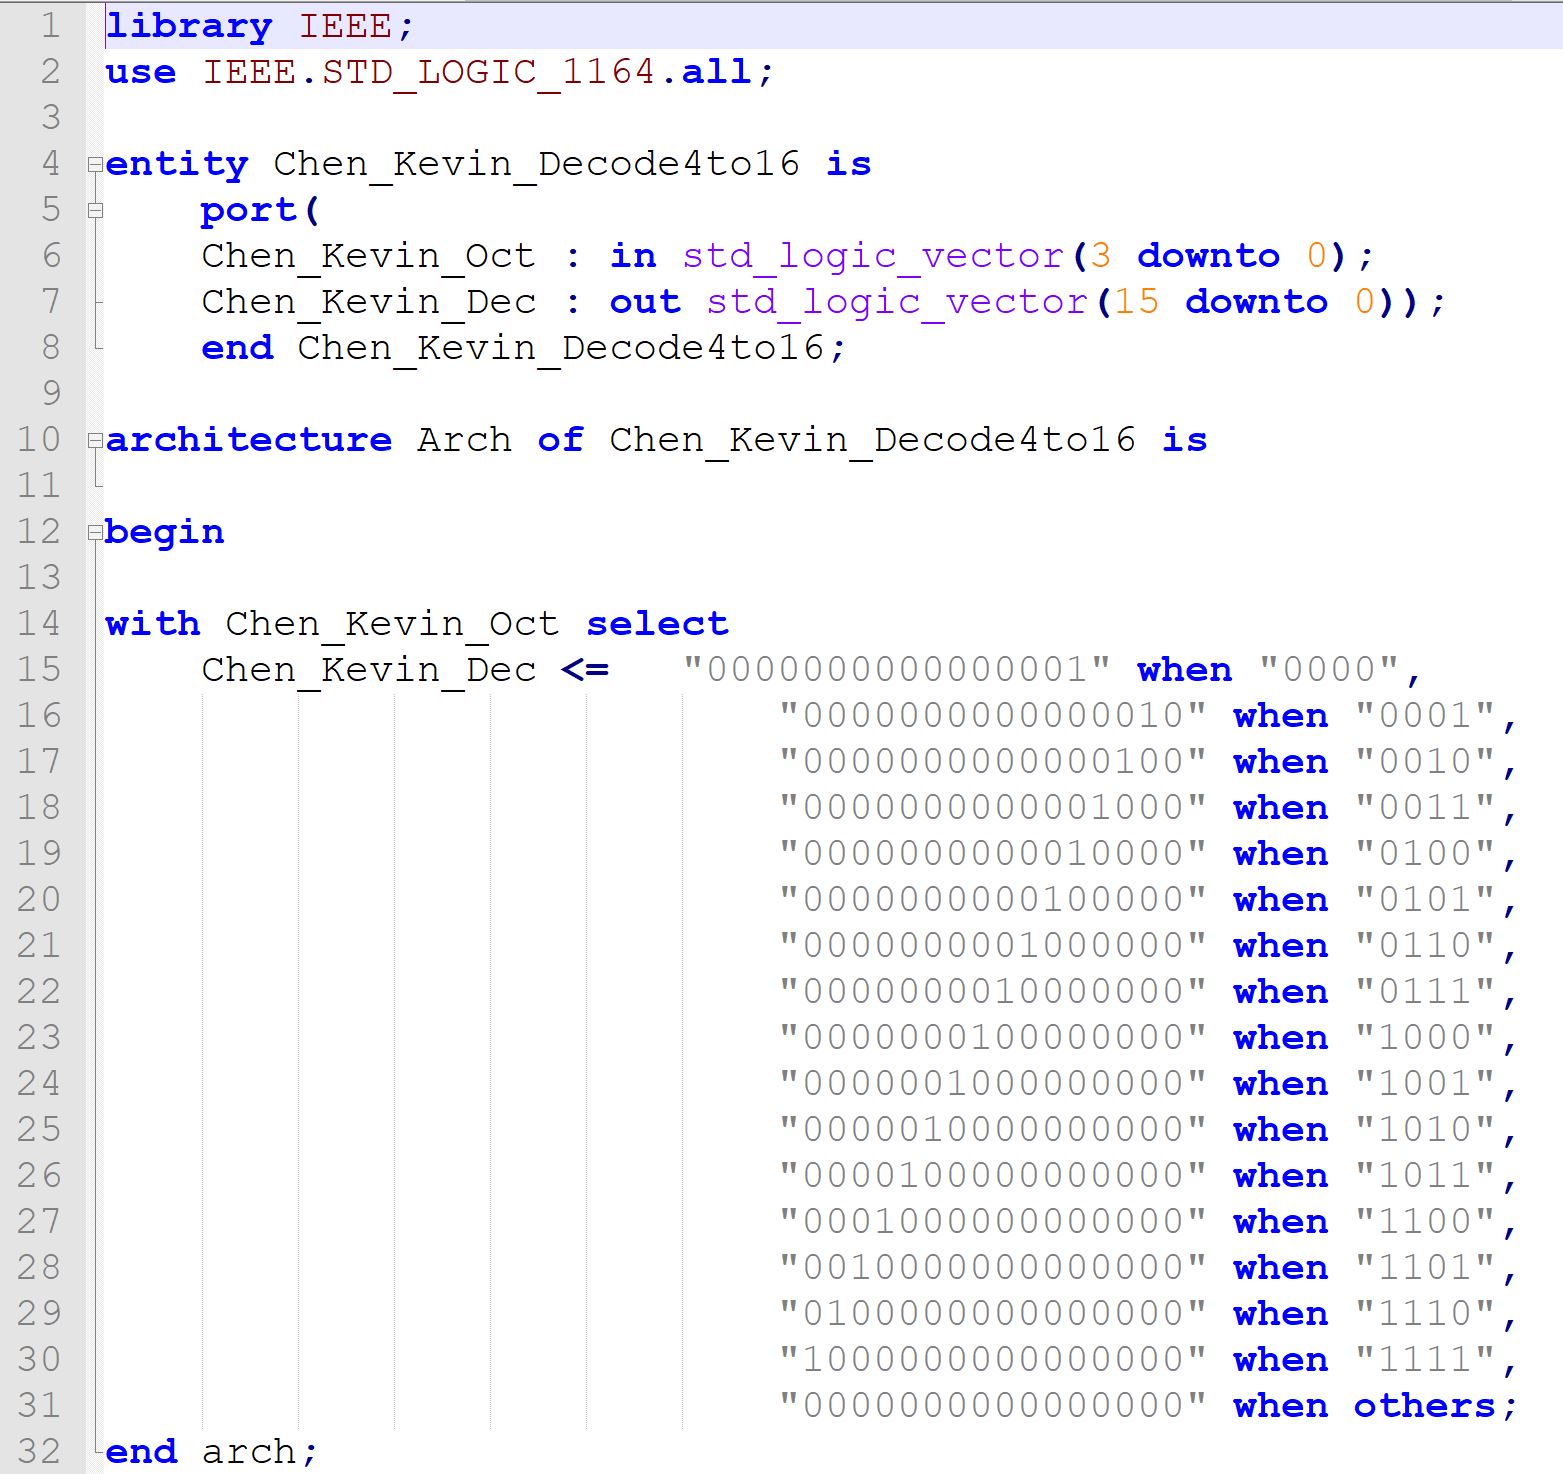 1 library IEEE;
2 use IEEE.STD_LOGIC_1164.all;
3
4 entity Chen_Kevin_Decode4to16 is
5 port(
6 Chen_Kevin_Oct : in std_logic_vector(3 downto 0);
7 Chen_Kevin_Dec : out std_logic_vector(15 downto 0));
8 end Chen_Kevin_Decode4to16;
9
10 architecture Arch of Chen_Kevin_Decode4to16 is
11
12 begin
13
14 with Chen_Kevin_Oct select
15 Chen_Kevin_Dec <= "0000000000000001" when "0000",
16 "0000000000000010" when "0001",
17 "0000000000000100" when "0010",
18 "0000000000001000" when "0011",
19 "0000000000010000" when "0100",
20 "0000000000100000" when "0101",
21 "0000000001000000" when "0110",
22 "0000000010000000" when "0111",
23 "0000000100000000" when "1000",
24 "0000001000000000" when "1001",
25 "0000010000000000" when "1010",
26 "0000100000000000" when "1011",
27 "0001000000000000" when "1100",
28 "0010000000000000" when "1101",
29 "0100000000000000" when "1110",
30 "1000000000000000" when "1111",
31 "0000000000000000" when others;
32 end arch;